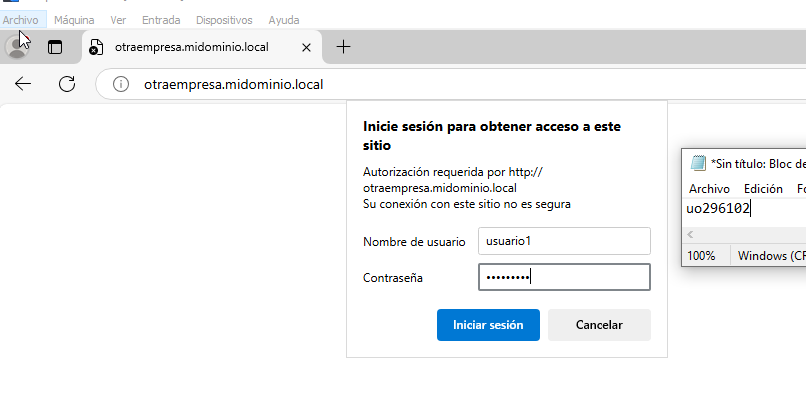 Archivo Máquina Ver Entrada Dispositivos Ayuda
otraempresa.midominio.local
otraempresa.midominio.local
Inicie sesión para obtener acceso a este
sitio
Autorización requerida por http://
otraempresa.midominio.local
Su conexión con este sitio no es segura
Nombre de usuario usuario1
Contraseña •••••••••
Iniciar sesión Cancelar
*Sin título: Bloc de
Archivo Edición Fo
uo296102
100% Windows (CR